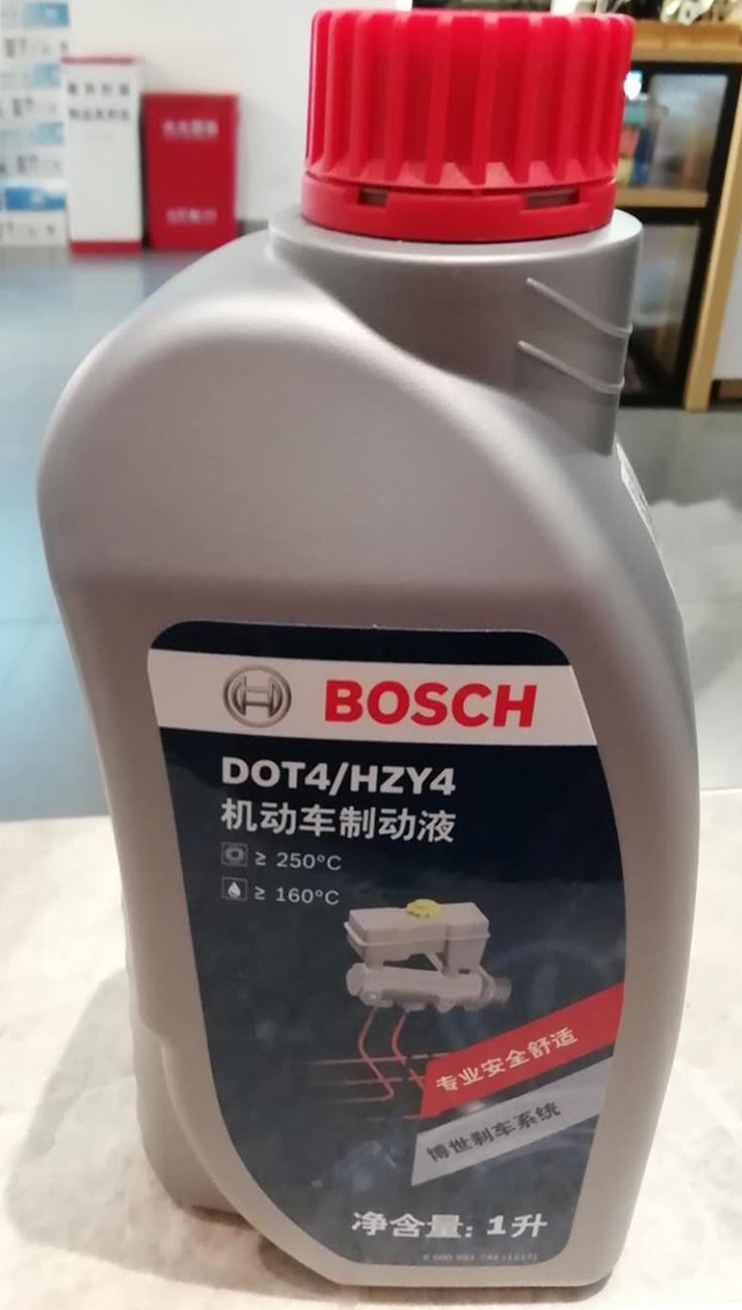 BOSCH
DOT4/HZY4
机动车制动液
≥ 250°C
≥ 160°C
专业安全舒适
博世刹车系统
净含量: 1升